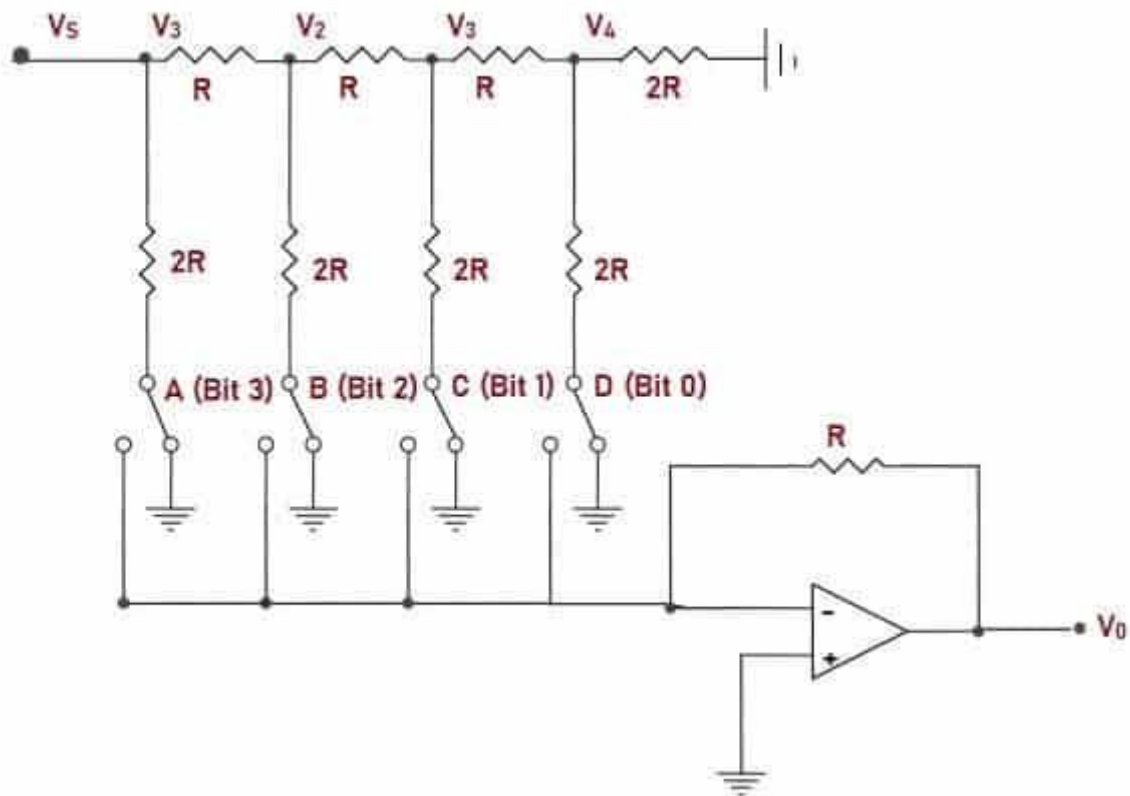 Vs V3 V2 V3 V4
R R R 2R
2R 2R 2R 2R
A (Bit 3) B (Bit 2) C (Bit 1) D (Bit 0)
R
-
+
V0